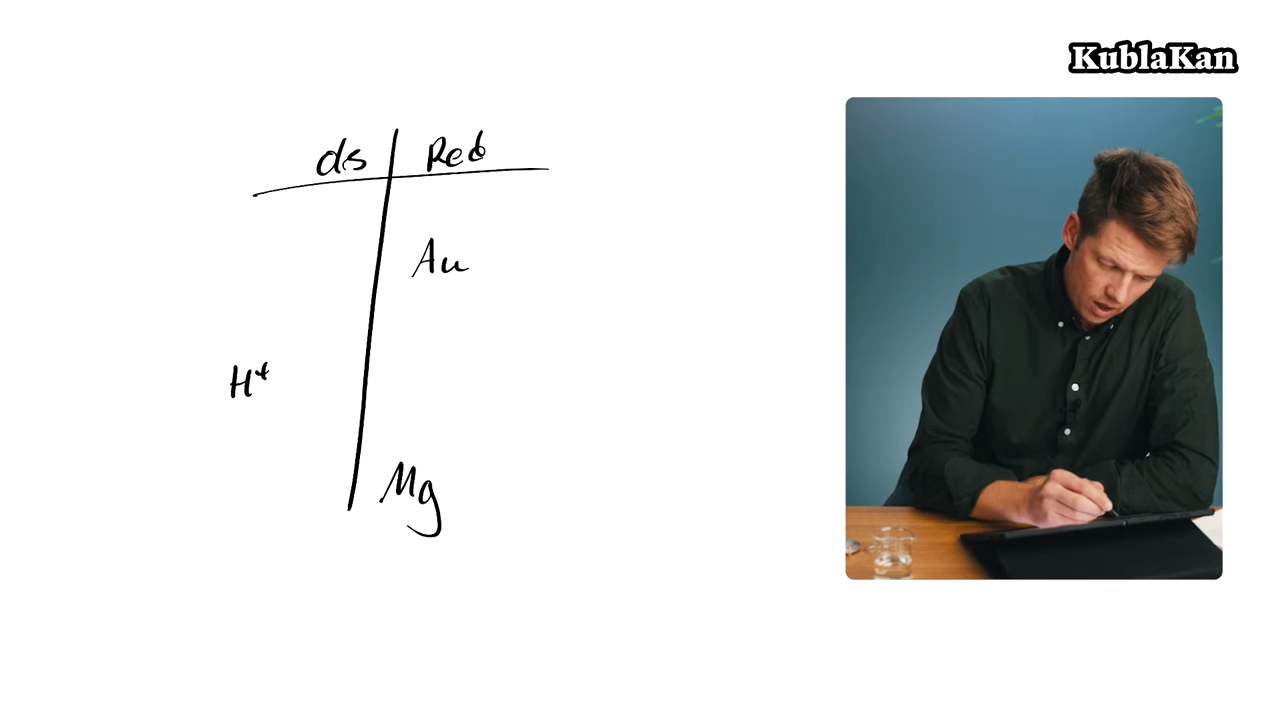 KublaKan
ds Red
Au
H⁺
Mg